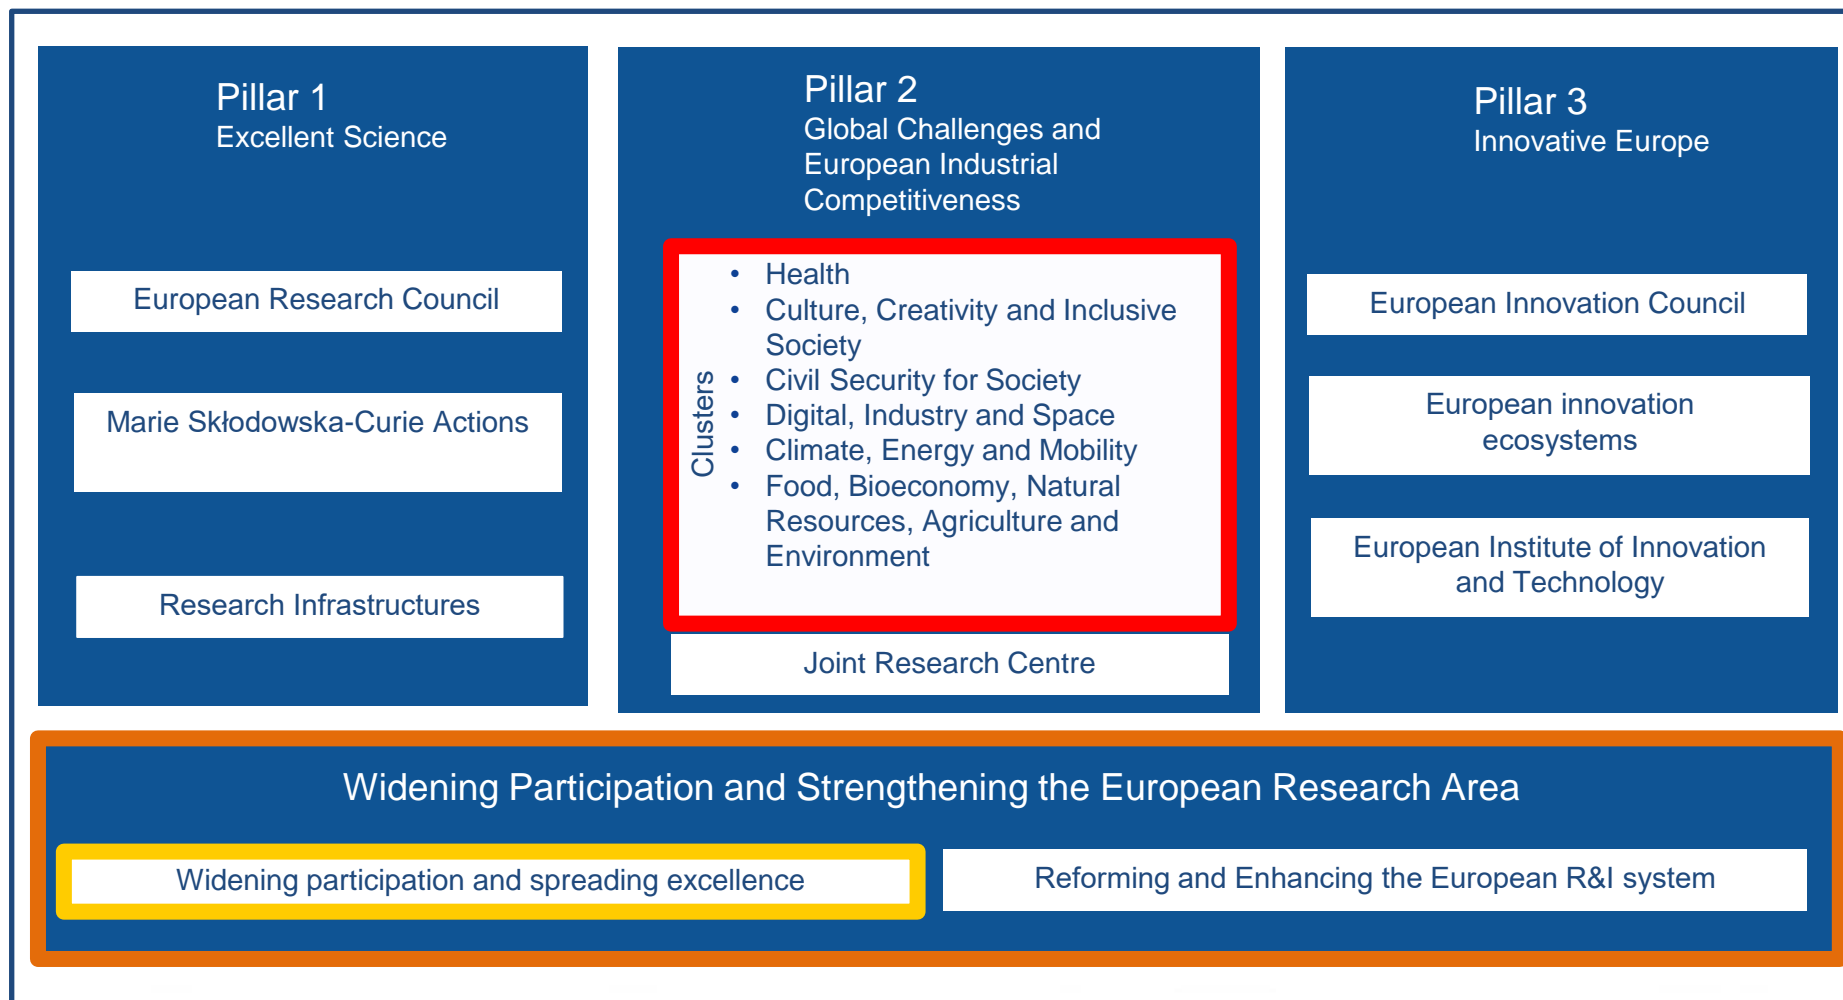 Pillar 1
Excellent Science
European Research Council
Marie Skłodowska-Curie Actions
Research Infrastructures
Pillar 2
Global Challenges and
European Industrial
Competitiveness
Clusters
• Health
• Culture, Creativity and Inclusive
Society
• Civil Security for Society
• Digital, Industry and Space
• Climate, Energy and Mobility
• Food, Bioeconomy, Natural
Resources, Agriculture and
Environment
Joint Research Centre
Pillar 3
Innovative Europe
European Innovation Council
European innovation
ecosystems
European Institute of Innovation
and Technology
Widening Participation and Strengthening the European Research Area
Widening participation and spreading excellence
Reforming and Enhancing the European R&I system